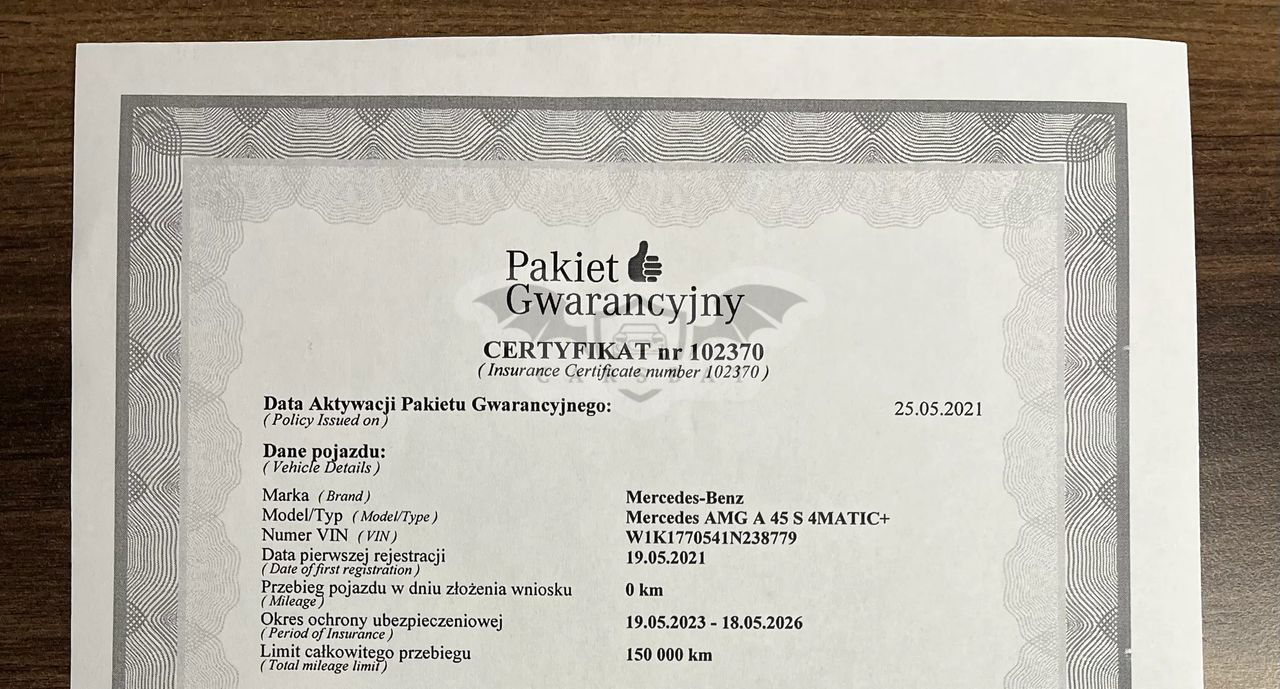 Pakiet
Gwarancyjny
CERTYFIKAT nr 102370
( Insurance Certificate number 102370 )
CARSBAT
Data Aktywacji Pakietu Gwarancyjnego: 25.05.2021
( Policy Issued on )
Dane pojazdu:
( Vehicle Details )
Marka ( Brand ) Mercedes-Benz
Model/Typ ( Model/Type ) Mercedes AMG A 45 S 4MATIC+
Numer VIN ( VIN ) W1K1770541N238779
Data pierwszej rejestracji 19.05.2021
( Date of first registration )
Przebieg pojazdu w dniu złożenia wniosku 0 km
( Mileage )
Okres ochrony ubezpieczeniowej 19.05.2023 - 18.05.2026
( Period of Insurance )
Limit całkowitego przebiegu 150 000 km
( Total mileage limit )